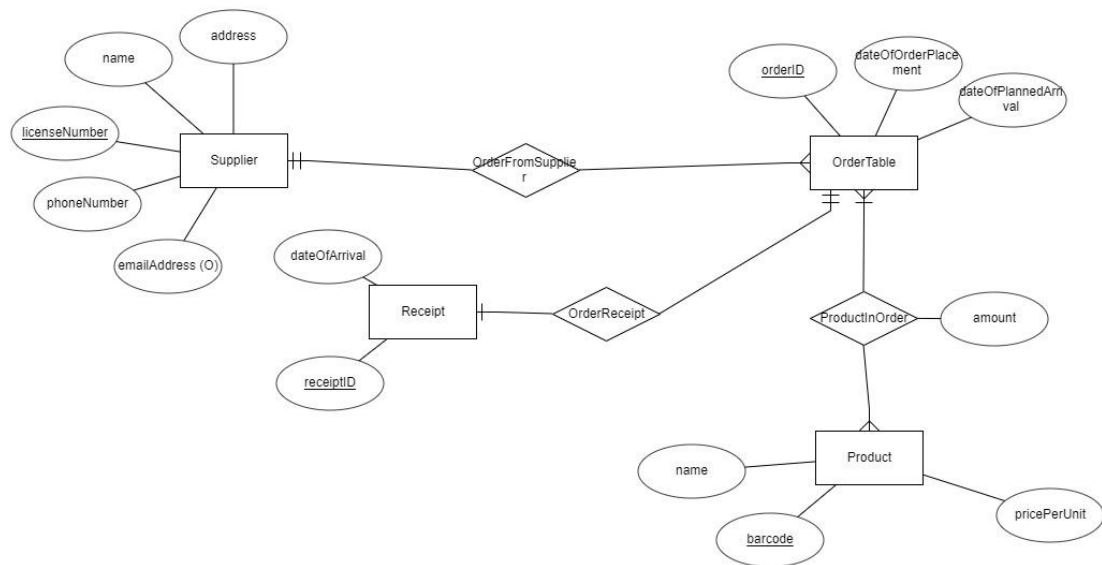 address
name
licenseNumber
Supplier
phoneNumber
emailAddress (O)
OrderFromSupplie
r
orderID
dateOfOrderPlace
ment
dateOfPlannedArri
val
OrderTable
dateOfArrival
Receipt
receiptID
OrderReceipt
ProductInOrder
amount
Product
name
barcode
pricePerUnit